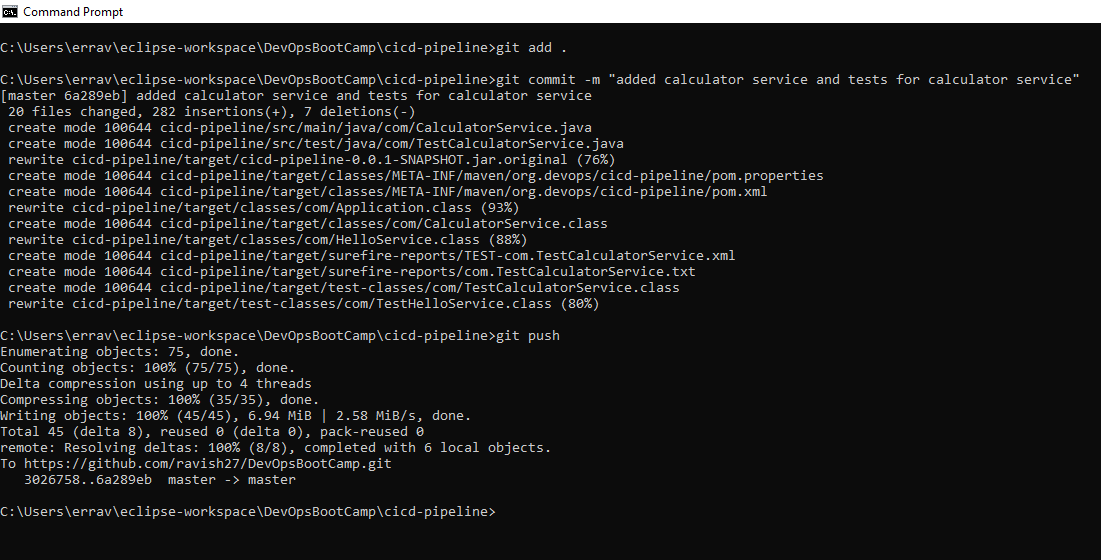 Command Prompt
C:\Users\errav\eclipse-workspace\DevOpsBootCamp\cicd-pipeline>git add .
C:\Users\errav\eclipse-workspace\DevOpsBootCamp\cicd-pipeline>git commit -m "added calculator service and tests for calculator service"
[master 6a289eb] added calculator service and tests for calculator service
 20 files changed, 282 insertions(+), 7 deletions(-)
 create mode 100644 cicd-pipeline/src/main/java/com/CalculatorService.java
 create mode 100644 cicd-pipeline/src/test/java/com/TestCalculatorService.java
 rewrite cicd-pipeline/target/cicd-pipeline-0.0.1-SNAPSHOT.jar.original (76%)
 create mode 100644 cicd-pipeline/target/classes/META-INF/maven/org.devops/cicd-pipeline/pom.properties
 create mode 100644 cicd-pipeline/target/classes/META-INF/maven/org.devops/cicd-pipeline/pom.xml
 rewrite cicd-pipeline/target/classes/com/Application.class (93%)
 create mode 100644 cicd-pipeline/target/classes/com/CalculatorService.class
 rewrite cicd-pipeline/target/classes/com/HelloService.class (88%)
 create mode 100644 cicd-pipeline/target/surefire-reports/TEST-com.TestCalculatorService.xml
 create mode 100644 cicd-pipeline/target/surefire-reports/com.TestCalculatorService.txt
 create mode 100644 cicd-pipeline/target/test-classes/com/TestCalculatorService.class
 rewrite cicd-pipeline/target/test-classes/com/TestHelloService.class (80%)
C:\Users\errav\eclipse-workspace\DevOpsBootCamp\cicd-pipeline>git push
Enumerating objects: 75, done.
Counting objects: 100% (75/75), done.
Delta compression using up to 4 threads
Compressing objects: 100% (35/35), done.
Writing objects: 100% (45/45), 6.94 MiB | 2.58 MiB/s, done.
Total 45 (delta 8), reused 0 (delta 0), pack-reused 0
remote: Resolving deltas: 100% (8/8), completed with 6 local objects.
To https://github.com/ravish27/DevOpsBootCamp.git
   3026758..6a289eb  master -> master
C:\Users\errav\eclipse-workspace\DevOpsBootCamp\cicd-pipeline>